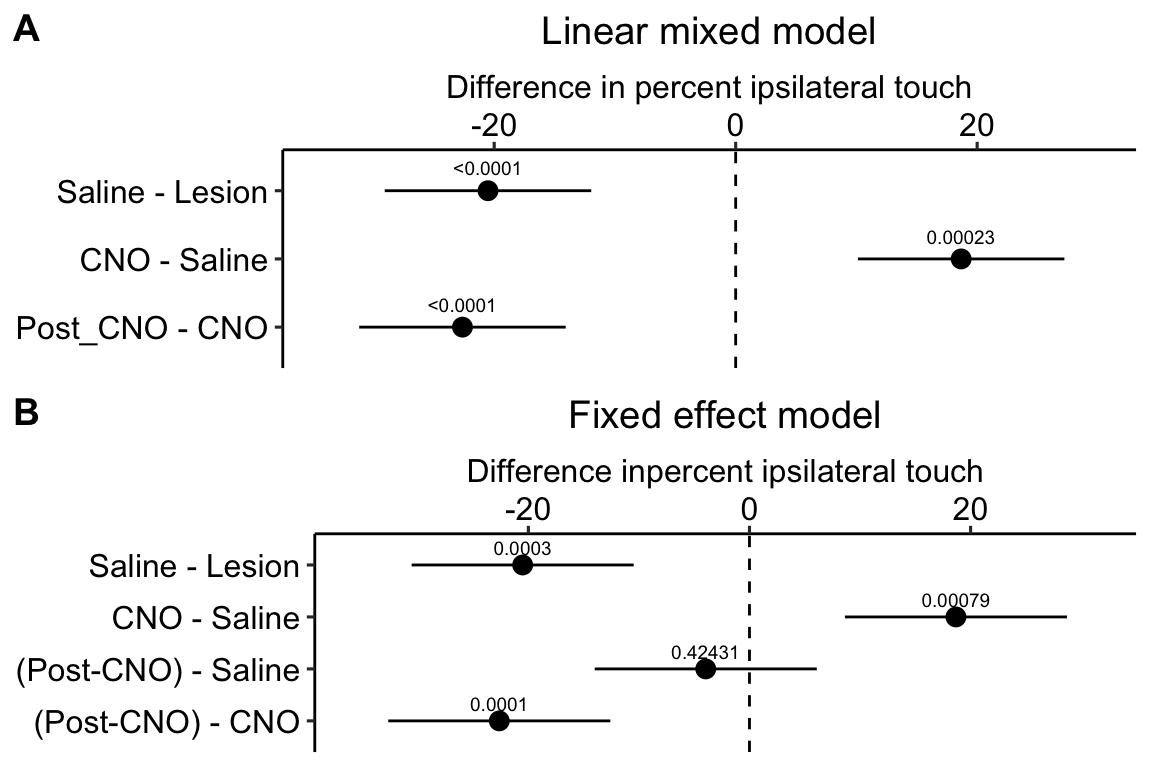 A
Linear mixed model
Difference in percent ipsilateral touch
-20 0 20
<0.0001
Saline - Lesion
0.00023
CNO - Saline
<0.0001
Post_CNO - CNO
B
Fixed effect model
Difference inpercent ipsilateral touch
-20 0 20
0.0003
Saline - Lesion
0.00079
CNO - Saline
0.42431
(Post-CNO) - Saline
0.0001
(Post-CNO) - CNO